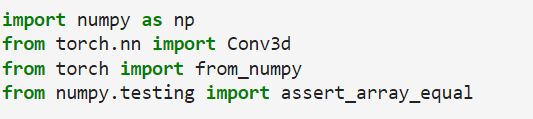 import numpy as np
from torch.nn import Conv3d
from torch import from_numpy
from numpy.testing import assert_array_equal